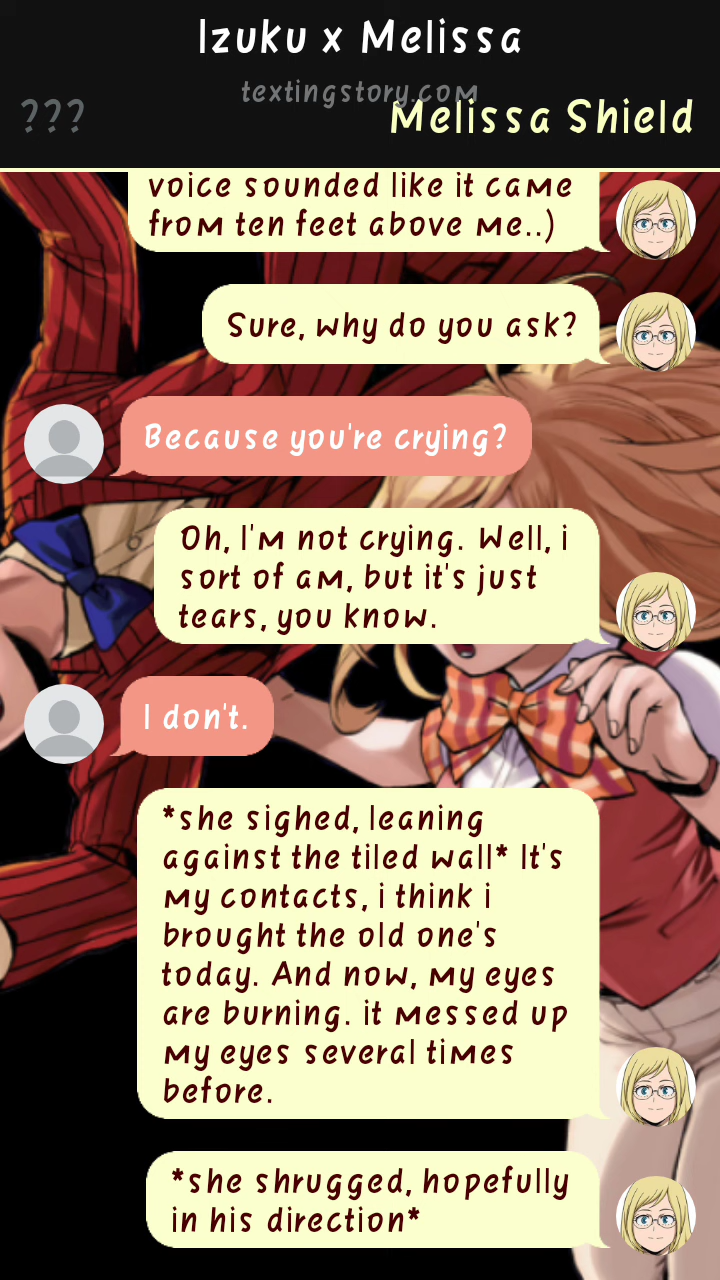 Izuku x Melissa
textingstory.com
???
Melissa Shield
voice sounded like it came
from ten feet above me..)
Sure, why do you ask?
Because you're crying?
Oh, I'm not crying. Well, i
sort of am, but it's just
tears, you know.
I don't.
*she sighed, leaning
against the tiled wall* It's
my contacts, i think i
brought the old one's
today. And now, my eyes
are burning. it messed up
my eyes several times
before.
*she shrugged, hopefully
in his direction*